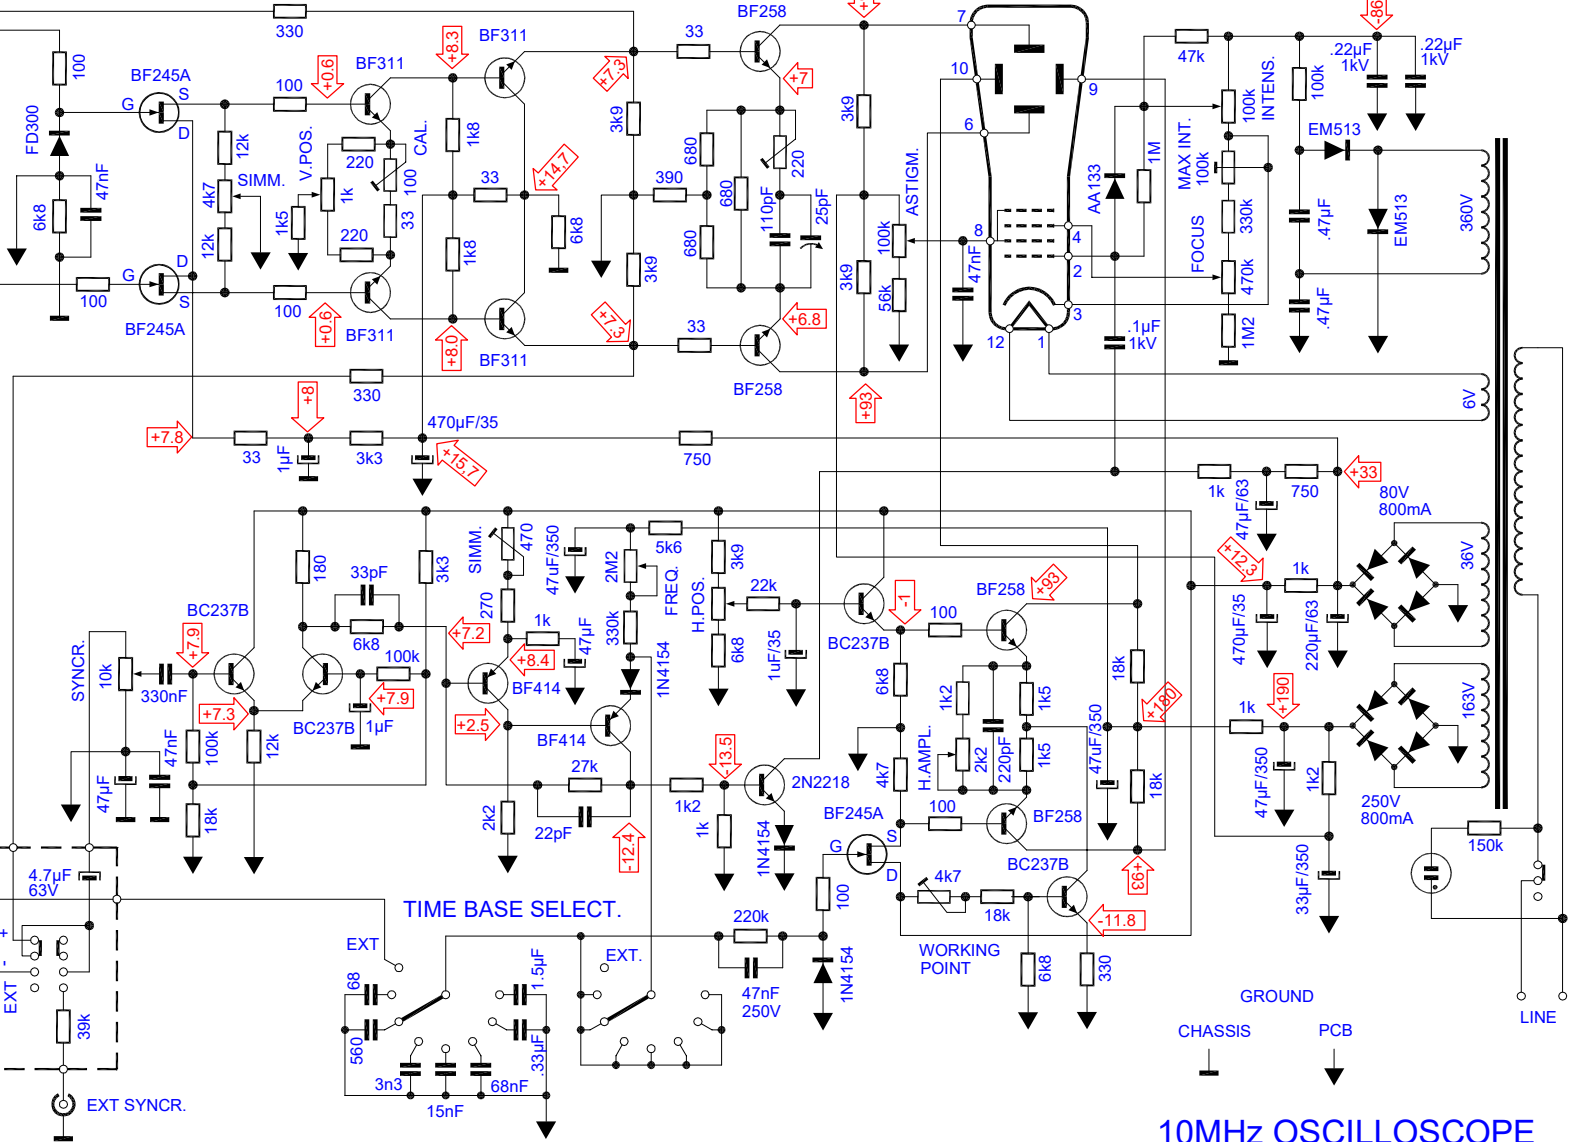 330
100
BF245A
S
G
D
FD300
47nF
6k8
12k
4k7
SIMM.
12k
100
G
D
S
BF245A
100
+0.6
BF311
V.POS.
1k
1k5
220
CAL.
100
33
220
100
+0.6
BF311
+8.3
BF311
1k8
33
+14,7
6k8
1k8
+8.0
BF311
+7.3
3k9
390
3k9
+7.3
33
BF258
+7
680
680
680
220
110pF
25pF
33
BF258
+6.8
3k9
3k9
ASTIGM.
100k
56k
47nF
+93
7
10
9
6
8
4
2
3
12
1
47k
-86
.22µF
1kV
.22µF
1kV
100k
INTENS.
100k
EM513
AA133
1M
MAX INT.
100k
330k
FOCUS
470k
1M2
.47µF
.47µF
EM513
360V
.1µF
1kV
6V
330
+7.8
33
+8
1µF
3k3
470µF/35
+15,7
750
1k
47µF/63
750
+33
80V
800mA
36V
+12.3
1k
470µF/35
220µF/63
163V
+190
1k
47µF/350
1k2
250V
800mA
33µF/350
150k
LINE
180
33pF
6k8
3k3
100k
BC237B
+7.9
SYNCR.
10k
330nF
+7.3
BC237B
+7.9
1µF
47nF
100k
12k
47µF
18k
SIMM.
470
270
47uF/350
1k
47µF
+7.2
+8.4
BF414
+2.5
BF414
2M2
FREQ.
330k
1N4154
5k6
H.POS.
3k9
22k
6k8
1uF/35
27k
22pF
2k2
-12.4
1k2
1k
-13.5
2N2218
1N4154
BC237B
-1
100
BF258
+93
6k8
1k2
1k5
H.AMPL.
2k2
220pF
1k5
4k7
47uF/350
18k
+180
18k
BF245A
100
BF258
G
S
D
BC237B
+93
4k7
18k
-11.8
WORKING
POINT
6k8
330
100
220k
47nF
250V
1N4154
4.7µF
63V
+
-
EXT
39k
EXT SYNCR.
TIME BASE SELECT.
EXT
68
560
3n3
15nF
68nF
.33µF
1.5µF
EXT.
GROUND
CHASSIS
PCB
10MHz OSCILLOSCOPE